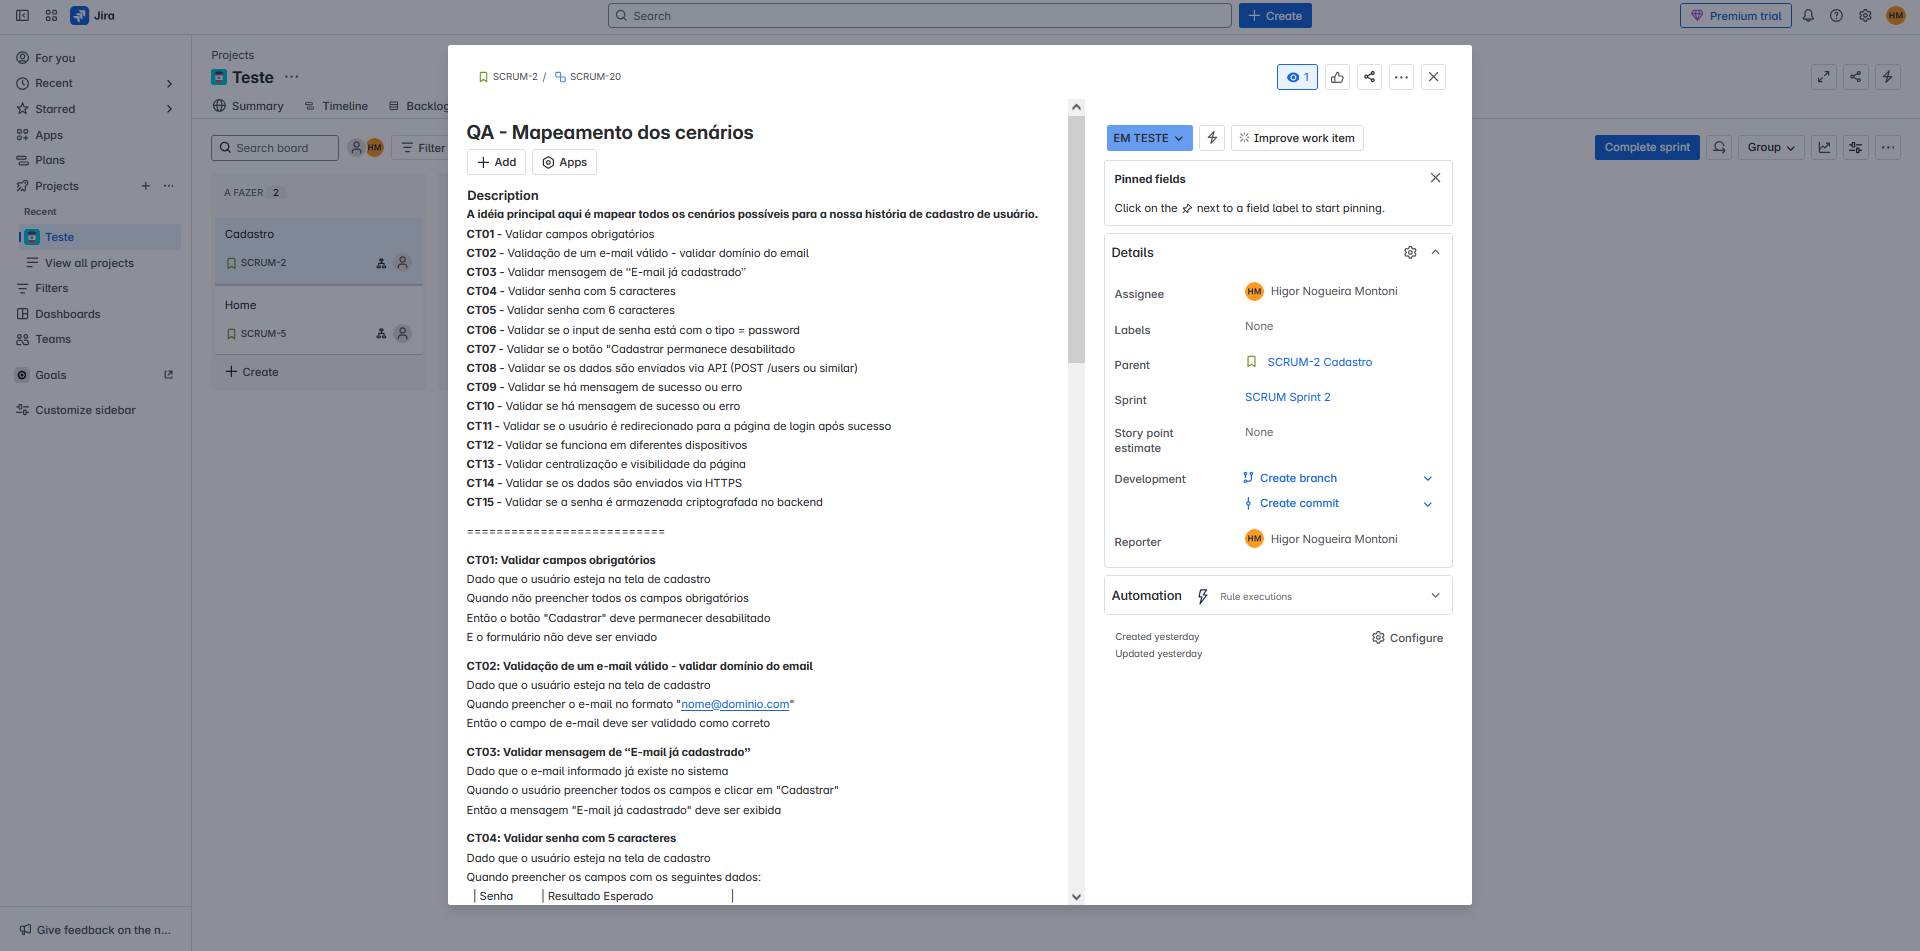 Jira
Search
Create
Premium trial
HM
For you
Recent
Starred
Apps
Plans
Projects
Recent
Teste
View all projects
Filters
Dashboards
Teams
Goals
Customize sidebar
Give feedback on the n...
Projects
Teste
Summary
Timeline
Backlog
Search board
HM
Filter
Complete sprint
Group
A FAZER 2
Cadastro
SCRUM-2
Home
SCRUM-5
Create
SCRUM-2 / SCRUM-20
1
QA - Mapeamento dos cenários
Add
Apps
Description
A idéia principal aqui é mapear todos os cenários possíveis para a nossa história de cadastro de usuário.
CT01 - Validar campos obrigatórios
CT02 - Validação de um e-mail válido - validar domínio do email
CT03 - Validar mensagem de “E-mail já cadastrado”
CT04 - Validar senha com 5 caracteres
CT05 - Validar senha com 6 caracteres
CT06 - Validar se o input de senha está com o tipo = password
CT07 - Validar se o botão "Cadastrar permanece desabilitado
CT08 - Validar se os dados são enviados via API (POST /users ou similar)
CT09 - Validar se há mensagem de sucesso ou erro
CT10 - Validar se há mensagem de sucesso ou erro
CT11 - Validar se o usuário é redirecionado para a página de login após sucesso
CT12 - Validar se funciona em diferentes dispositivos
CT13 - Validar centralização e visibilidade da página
CT14 - Validar se os dados são enviados via HTTPS
CT15 - Validar se a senha é armazenada criptografada no backend
===========================
CT01: Validar campos obrigatórios
Dado que o usuário esteja na tela de cadastro
Quando não preencher todos os campos obrigatórios
Então o botão "Cadastrar" deve permanecer desabilitado
E o formulário não deve ser enviado
CT02: Validação de um e-mail válido - validar domínio do email
Dado que o usuário esteja na tela de cadastro
Quando preencher o e-mail no formato "nome@dominio.com"
Então o campo de e-mail deve ser validado como correto
CT03: Validar mensagem de “E-mail já cadastrado”
Dado que o e-mail informado já existe no sistema
Quando o usuário preencher todos os campos e clicar em "Cadastrar"
Então a mensagem "E-mail já cadastrado" deve ser exibida
CT04: Validar senha com 5 caracteres
Dado que o usuário esteja na tela de cadastro
Quando preencher os campos com os seguintes dados:
| Senha | Resultado Esperado |
EM TESTE
Improve work item
Pinned fields
Click on the next to a field label to start pinning.
Details
Assignee HM Higor Nogueira Montoni
Labels None
Parent SCRUM-2 Cadastro
Sprint SCRUM Sprint 2
Story point estimate None
Development Create branch
Create commit
Reporter HM Higor Nogueira Montoni
Automation Rule executions
Created yesterday
Configure
Updated yesterday